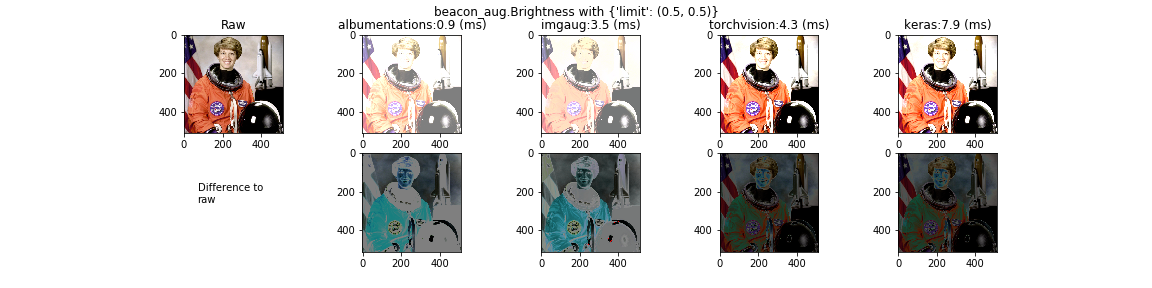 beacon_aug.Brightness with {'limit': (0.5, 0.5)}
Raw
albumentations:0.9 (ms)
imgaug:3.5 (ms)
torchvision:4.3 (ms)
keras:7.9 (ms)
0
200
400
0 200 400
0
200
400
0 200 400
0
200
400
0 200 400
0
200
400
0 200 400
0
200
400
0 200 400
Difference to
raw
0
200
400
0 200 400
0
200
400
0 200 400
0
200
400
0 200 400
0
200
400
0 200 400